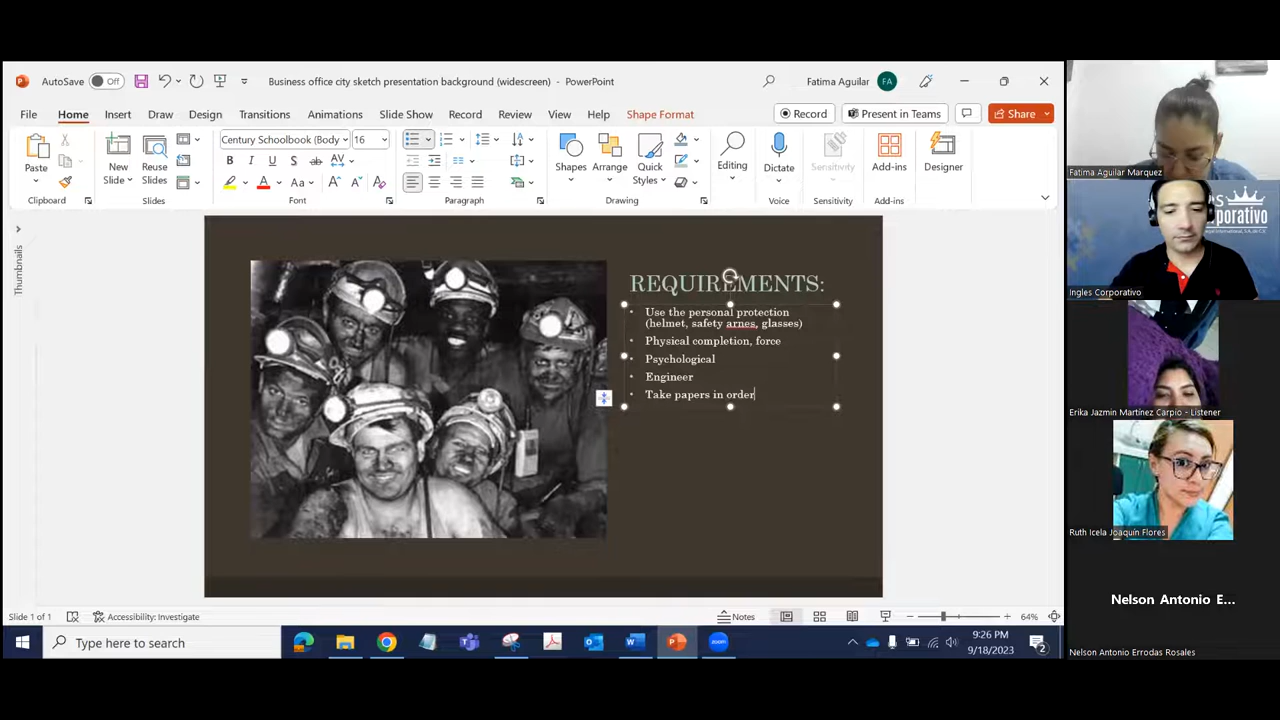 AutoSave Off Business office city sketch presentation background (widescreen) - PowerPoint Fatima Aguilar FA
File Home Insert Draw Design Transitions Animations Slide Show Record Review View Help Shape Format Record Present in Teams Share
Century Schoolbook (Body 16
Paste New Slide Reuse Slides Shapes Arrange Quick Styles Editing Dictate Sensitivity Add-ins Designer
Clipboard Slides Font Paragraph Drawing Voice Sensitivity Add-ins
Thumbnails
REQUIREMENTS:
• Use the personal protection
(helmet, safety arnes, glasses)
• Physical completion, force
• Psychological
• Engineer
• Take papers in order
Slide 1 of 1 Accessibility: Investigate Notes 64%
Type here to search
9:26 PM
9/18/2023
2
Fatima Aguilar Marquez
orporativo
Ingles Corporativo
Erika Jazmin Martínez Carpio - Listener
Ruth Icela Joaquín Flores
Nelson Antonio E...
Nelson Antonio Errodas Rosales